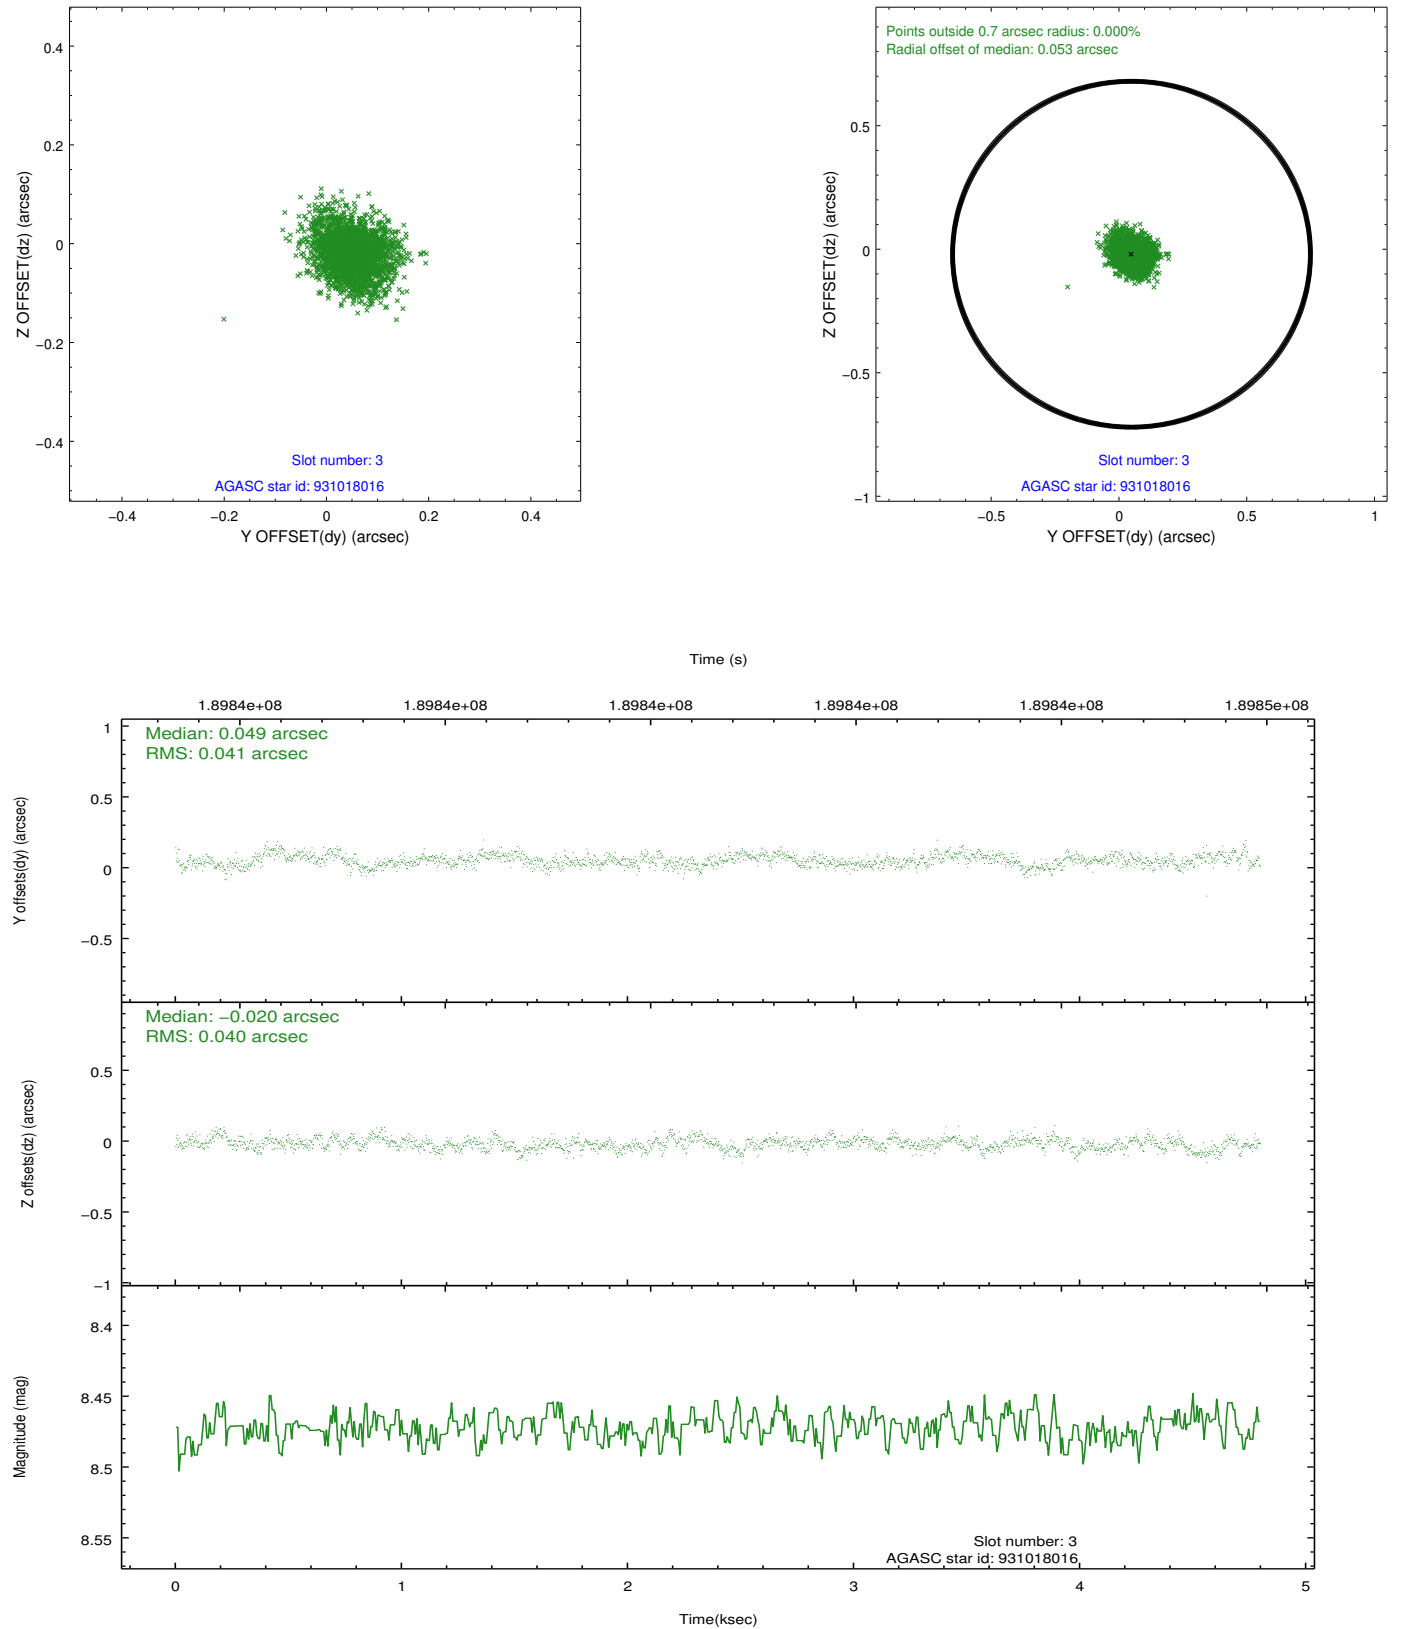 0.4
0.2
0
−0.2
−0.4
Z OFFSET(dz) (arcsec)
Slot number: 3
AGASC star id: 931018016
−0.4 −0.2 0 0.2 0.4
Y OFFSET(dy) (arcsec)
Points outside 0.7 arcsec radius: 0.000%
Radial offset of median: 0.053 arcsec
0.5
0
−0.5
−1
Z OFFSET(dz) (arcsec)
Slot number: 3
AGASC star id: 931018016
−0.5 0 0.5 1
Y OFFSET(dy) (arcsec)
Time (s)
1.8984e+08 1.8984e+08 1.8984e+08 1.8984e+08 1.8984e+08 1.8985e+08
Median: 0.049 arcsec
RMS: 0.041 arcsec
1
0.5
0
−0.5
Y offsets(dy) (arcsec)
Median: −0.020 arcsec
RMS: 0.040 arcsec
0.5
0
−0.5
−1
Z offsets(dz) (arcsec)
8.4
8.45
8.5
8.55
Magnitude (mag)
Slot number: 3
AGASC star id: 931018016
0 1 2 3 4 5
Time(ksec)